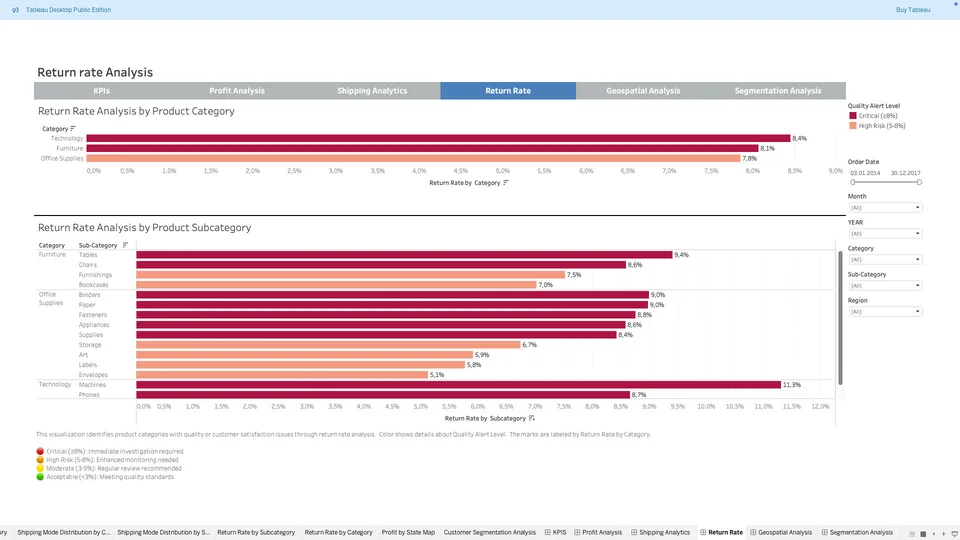 Tableau Desktop Public Edition
Buy Tableau
Return rate Analysis
KPIs Profit Analysis Shipping Analytics Return Rate Geospatial Analysis Segmentation Analysis
Return Rate Analysis by Product Category
Category
Technology 8,4%
Furniture 8,1%
Office Supplies 7,8%
0,0% 0,5% 1,0% 1,5% 2,0% 2,5% 3,0% 3,5% 4,0% 4,5% 5,0% 5,5% 6,0% 6,5% 7,0% 7,5% 8,0% 8,5% 9,0%
Return Rate by Category
Quality Alert Level
Critical (≥8%)
High Risk (5-8%)
Order Date
03.01.2014 30.12.2017
Month
(All)
YEAR
(All)
Category
(All)
Sub-Category
(All)
Region
(All)
Return Rate Analysis by Product Subcategory
Category Sub-Category
Furniture Tables 9,4%
Chairs 8,6%
Furnishings 7,5%
Bookcases 7,0%
Office Supplies Binders 9,0%
Paper 9,0%
Fasteners 8,8%
Appliances 8,6%
Supplies 8,4%
Storage 6,7%
Art 5,9%
Labels 5,8%
Envelopes 5,1%
Technology Machines 11,3%
Phones 8,7%
0,0% 0,5% 1,0% 1,5% 2,0% 2,5% 3,0% 3,5% 4,0% 4,5% 5,0% 5,5% 6,0% 6,5% 7,0% 7,5% 8,0% 8,5% 9,0% 9,5% 10,0% 10,5% 11,0% 11,5% 12,0%
Return Rate by Subcategory
This visualization identifies product categories with quality or customer satisfaction issues through return rate analysis. Color shows details about Quality Alert Level. The marks are labeled by Return Rate by Category.
Critical (≥8%): Immediate investigation required
High Risk (5-8%): Enhanced monitoring needed
Moderate (3-5%): Regular review recommended
Acceptable (<3%): Meeting quality standards
ory Shipping Mode Distribution by C... Shipping Mode Distribution by S... Return Rate by Subcategory Return Rate by Category Profit by State Map Customer Segmentation Analysis KPIS Profit Analysis Shipping Analytics Return Rate Geospatial Analysis Segmentation Analysis